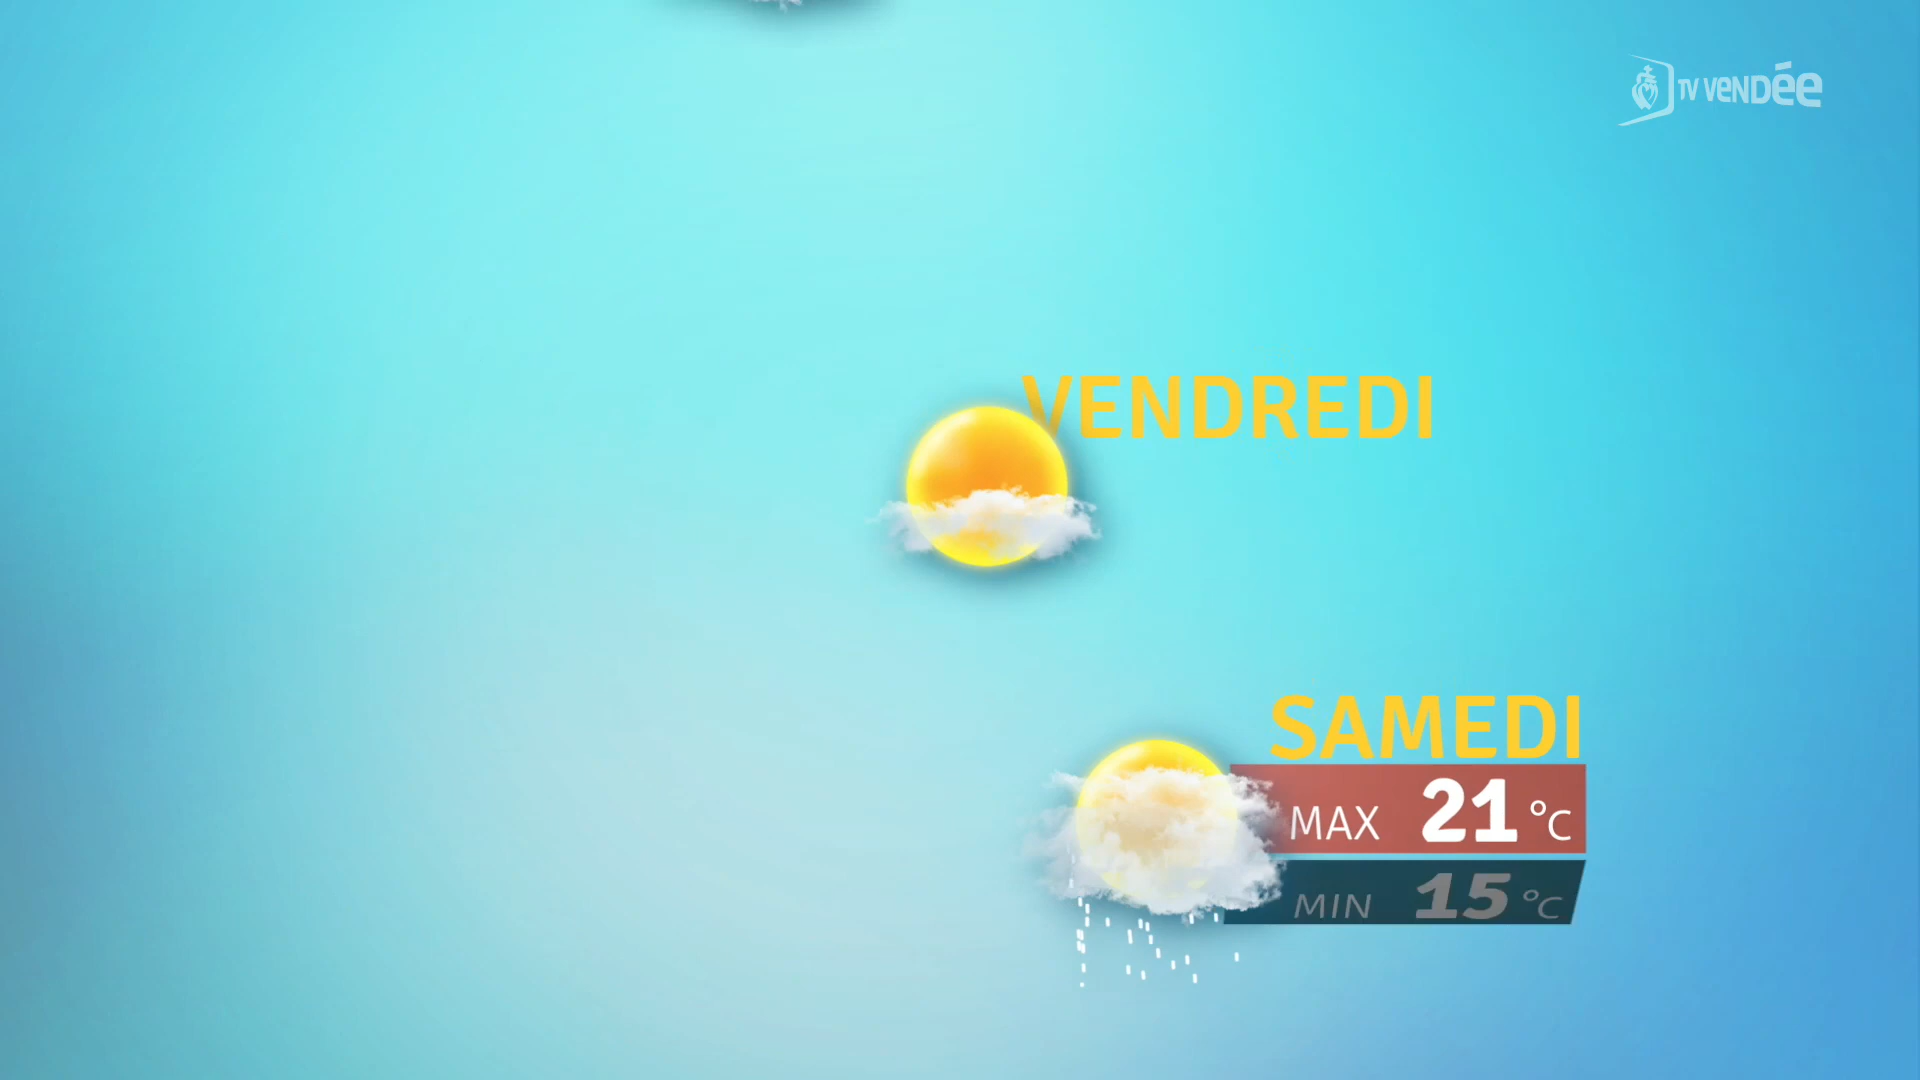 TV VENDÉE
VENDREDI
SAMEDI
MAX 21 °C
MIN 15 °C